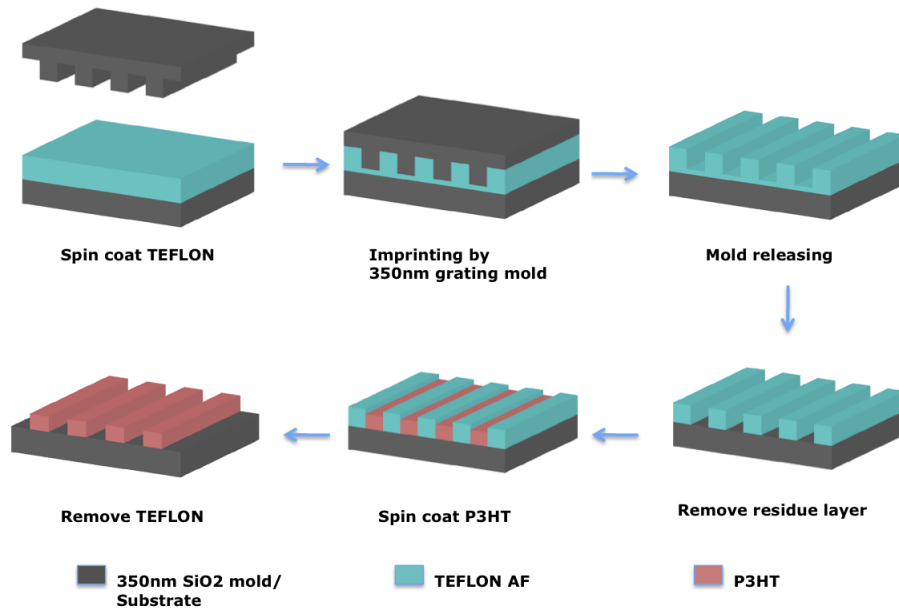 Spin coat TEFLON
Imprinting by
350nm grating mold
Mold releasing
Remove TEFLON
Spin coat P3HT
Remove residue layer
350nm SiO2 mold/
Substrate
TEFLON AF
P3HT